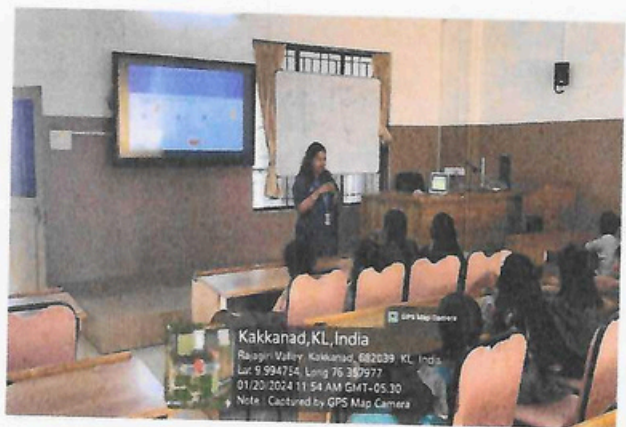 GPS Map Camera
Kakkanad,KL,India
Rajagiri Valley, Kakkanad, 682039, KL, India
Lat 9.994754, Long 76.357977
01/20/2024 11:54 AM GMT+05:30
Note : Captured by GPS Map Camera